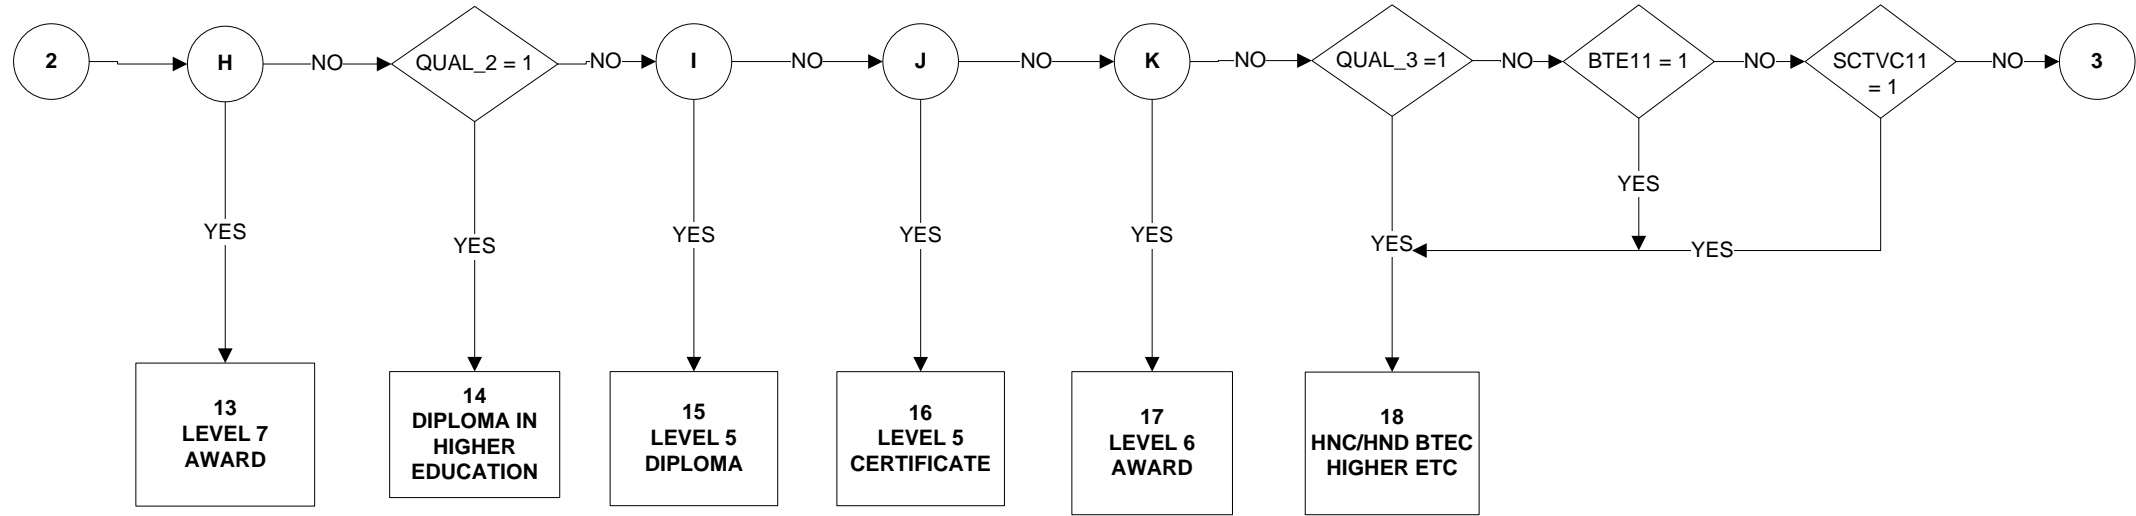 2
H
NO
QUAL_2 = 1
NO
I
NO
J
NO
K
NO
QUAL_3 =1
NO
BTE11 = 1
NO
SCTVC11
= 1
NO
3
YES
YES
YES
YES
YES
YES
YES
YES
13
LEVEL 7
AWARD
14
DIPLOMA IN
HIGHER
EDUCATION
15
LEVEL 5
DIPLOMA
16
LEVEL 5
CERTIFICATE
17
LEVEL 6
AWARD
18
HNC/HND BTEC
HIGHER ETC